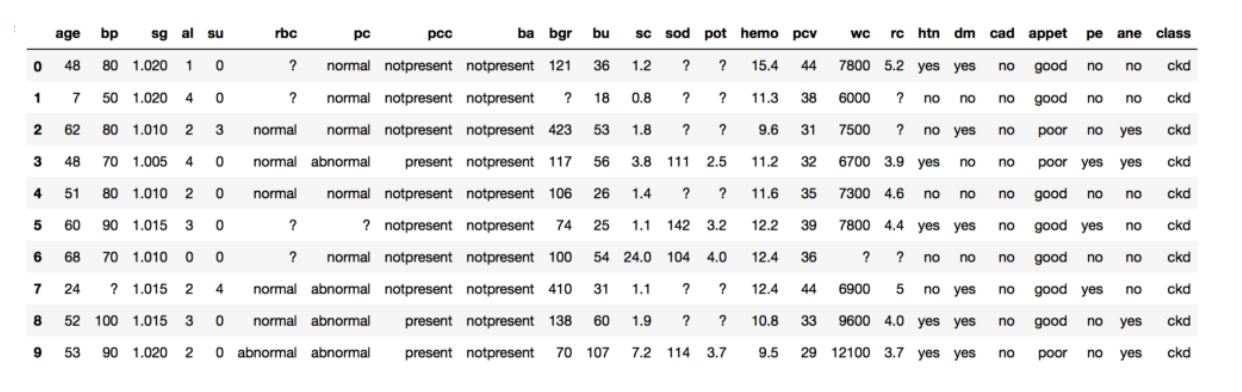 age bp sg al su rbc pc pcc ba bgr bu sc sod pot hemo pcv wc rc htn dm cad appet pe ane class
0 48 80 1.020 1 0 ? normal notpresent notpresent 121 36 1.2 ? ? 15.4 44 7800 5.2 yes yes no good no no ckd
1 7 50 1.020 4 0 ? normal notpresent notpresent ? 18 0.8 ? ? 11.3 38 6000 ? no no no good no no ckd
2 62 80 1.010 2 3 normal normal notpresent notpresent 423 53 1.8 ? ? 9.6 31 7500 ? no yes no poor no yes ckd
3 48 70 1.005 4 0 normal abnormal present notpresent 117 56 3.8 111 2.5 11.2 32 6700 3.9 yes no no poor yes yes ckd
4 51 80 1.010 2 0 normal normal notpresent notpresent 106 26 1.4 ? ? 11.6 35 7300 4.6 no no no good no no ckd
5 60 90 1.015 3 0 ? ? notpresent notpresent 74 25 1.1 142 3.2 12.2 39 7800 4.4 yes yes no good yes no ckd
6 68 70 1.010 0 0 ? normal notpresent notpresent 100 54 24.0 104 4.0 12.4 36 ? ? no no no good no no ckd
7 24 ? 1.015 2 4 normal abnormal notpresent notpresent 410 31 1.1 ? ? 12.4 44 6900 5 no yes no good yes no ckd
8 52 100 1.015 3 0 normal abnormal present notpresent 138 60 1.9 ? ? 10.8 33 9600 4.0 yes yes no good no yes ckd
9 53 90 1.020 2 0 abnormal abnormal present notpresent 70 107 7.2 114 3.7 9.5 29 12100 3.7 yes yes no poor no yes ckd